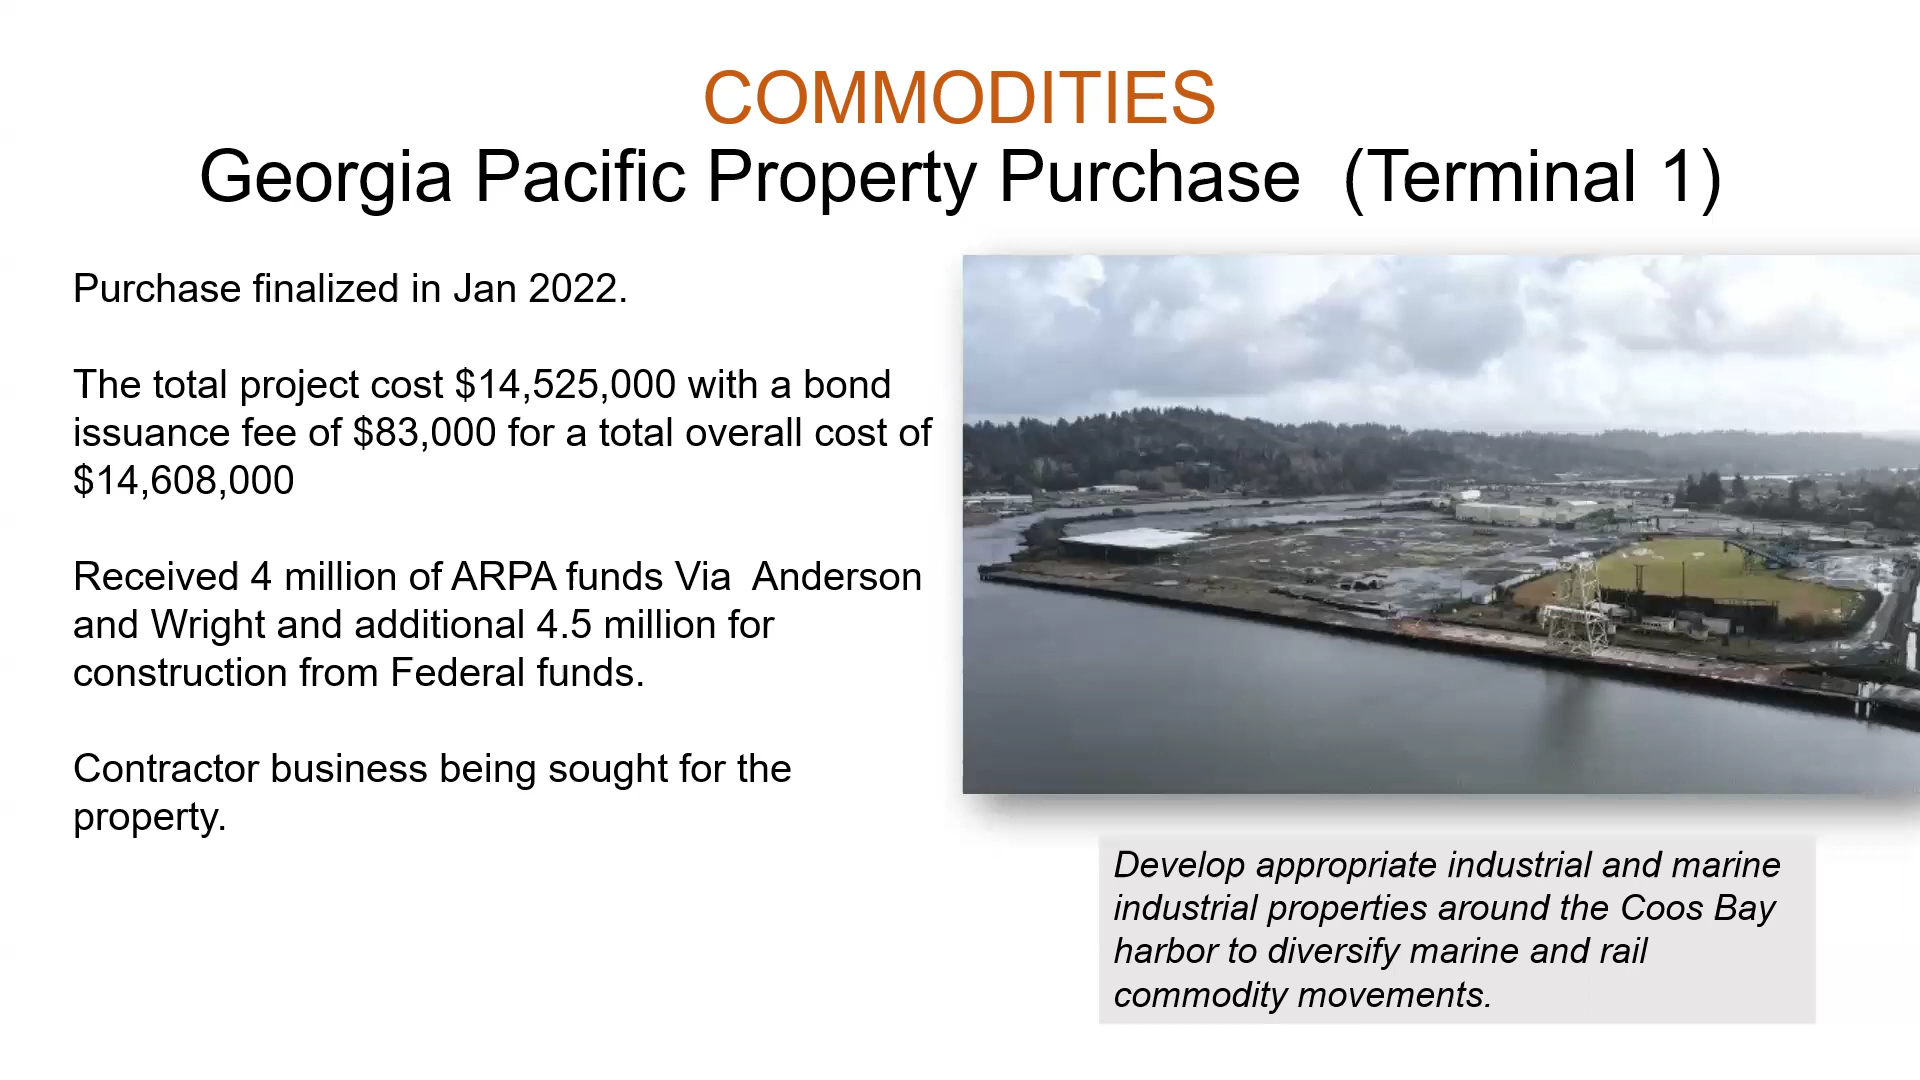 COMMODITIES
Georgia Pacific Property Purchase  (Terminal 1)
Purchase finalized in Jan 2022.
The total project cost $14,525,000 with a bond
issuance fee of $83,000 for a total overall cost of
$14,608,000
Received 4 million of ARPA funds Via  Anderson
and Wright and additional 4.5 million for
construction from Federal funds.
Contractor business being sought for the
property.
Develop appropriate industrial and marine
industrial properties around the Coos Bay
harbor to diversify marine and rail
commodity movements.